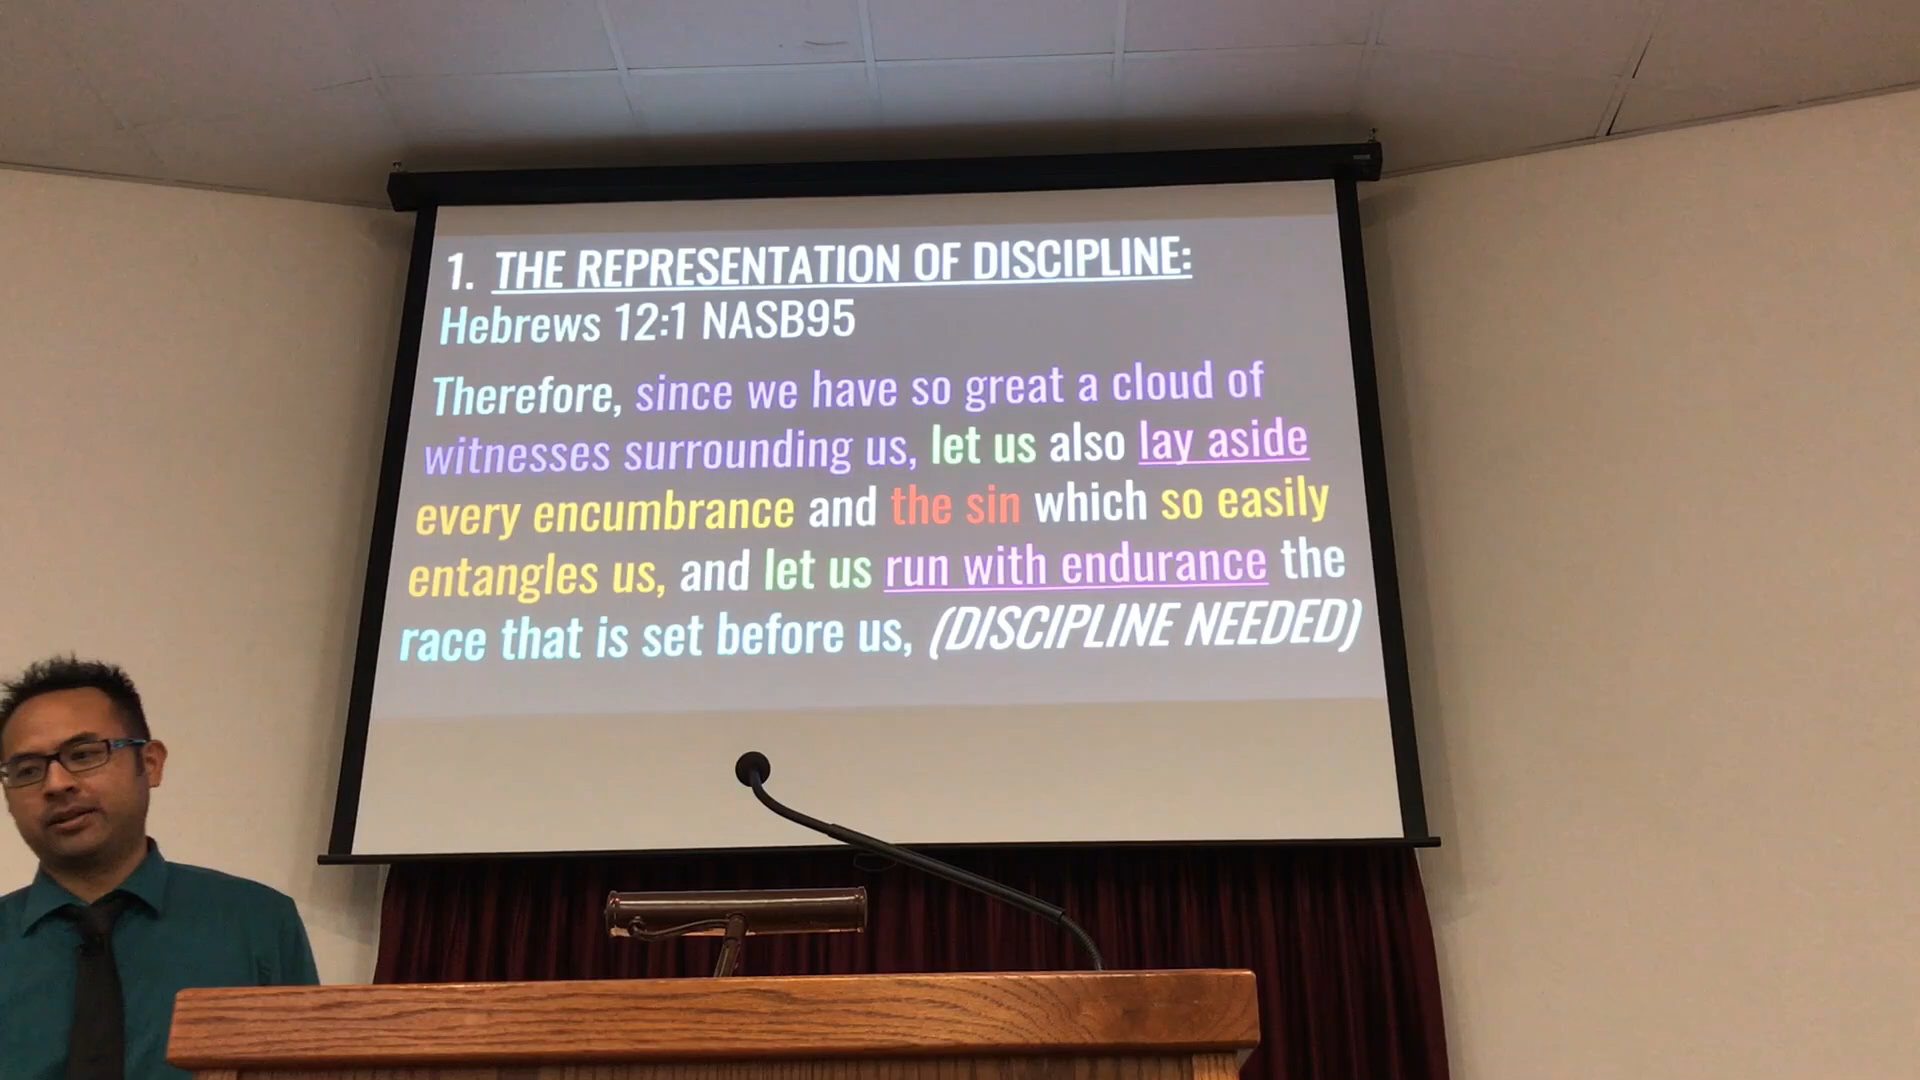 1. THE REPRESENTATION OF DISCIPLINE:
Hebrews 12:1 NASB95
Therefore, since we have so great a cloud of
witnesses surrounding us, let us also lay aside
every encumbrance and the sin which so easily
entangles us, and let us run with endurance the
race that is set before us, (DISCIPLINE NEEDED)